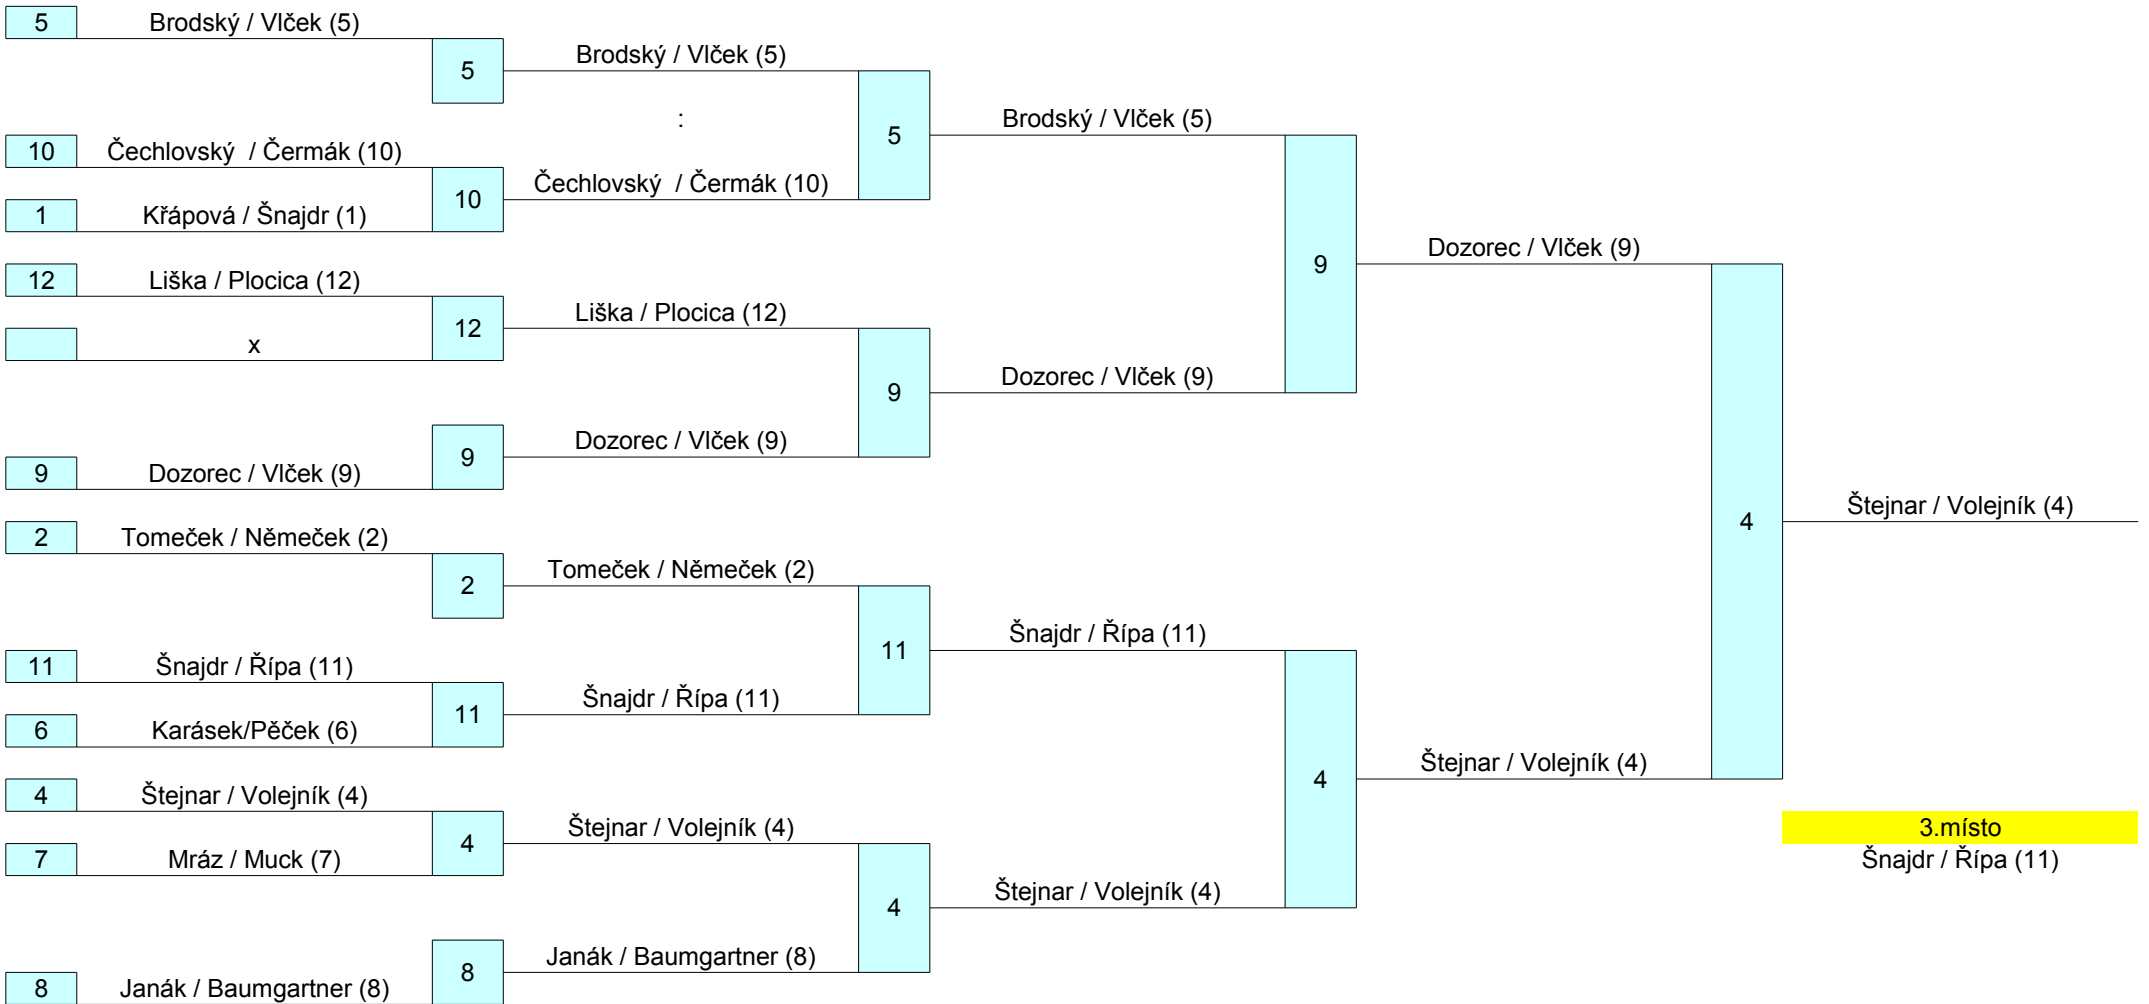 5 Brodský / Vlček (5)
5 Brodský / Vlček (5)
:
5 Brodský / Vlček (5)
10 Čechlovský / Čermák (10)
10 Čechlovský / Čermák (10)
1 Křápová / Šnajdr (1)
9 Dozorec / Vlček (9)
12 Liška / Plocica (12)
12 Liška / Plocica (12)
x
9 Dozorec / Vlček (9)
9 Dozorec / Vlček (9)
9 Dozorec / Vlček (9)
4 Štejnar / Volejník (4)
2 Tomeček / Němeček (2)
2 Tomeček / Němeček (2)
11 Šnajdr / Řípa (11)
11 Šnajdr / Řípa (11)
11 Šnajdr / Řípa (11)
6 Karásek/Pěček (6)
4 Štejnar / Volejník (4)
4 Štejnar / Volejník (4)
4 Štejnar / Volejník (4)
3.místo
7 Mráz / Muck (7)
Šnajdr / Řípa (11)
4 Štejnar / Volejník (4)
8 Janák / Baumgartner (8)
8 Janák / Baumgartner (8)